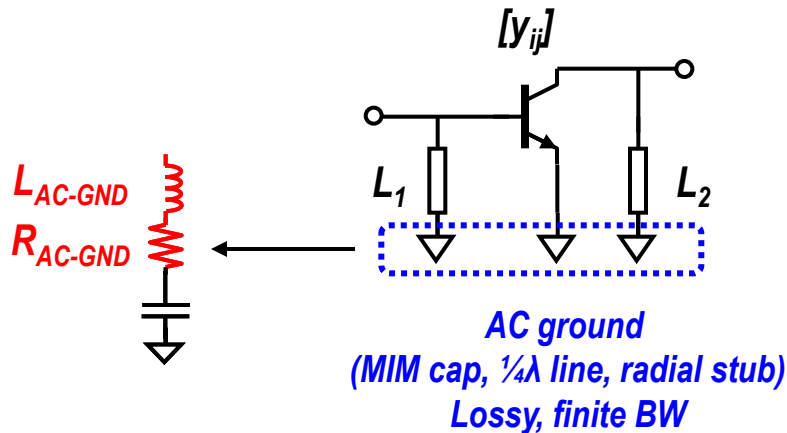 [yij]
LAC-GND
RAC-GND
L1
L2
AC ground
(MIM cap, ¼λ line, radial stub)
Lossy, finite BW